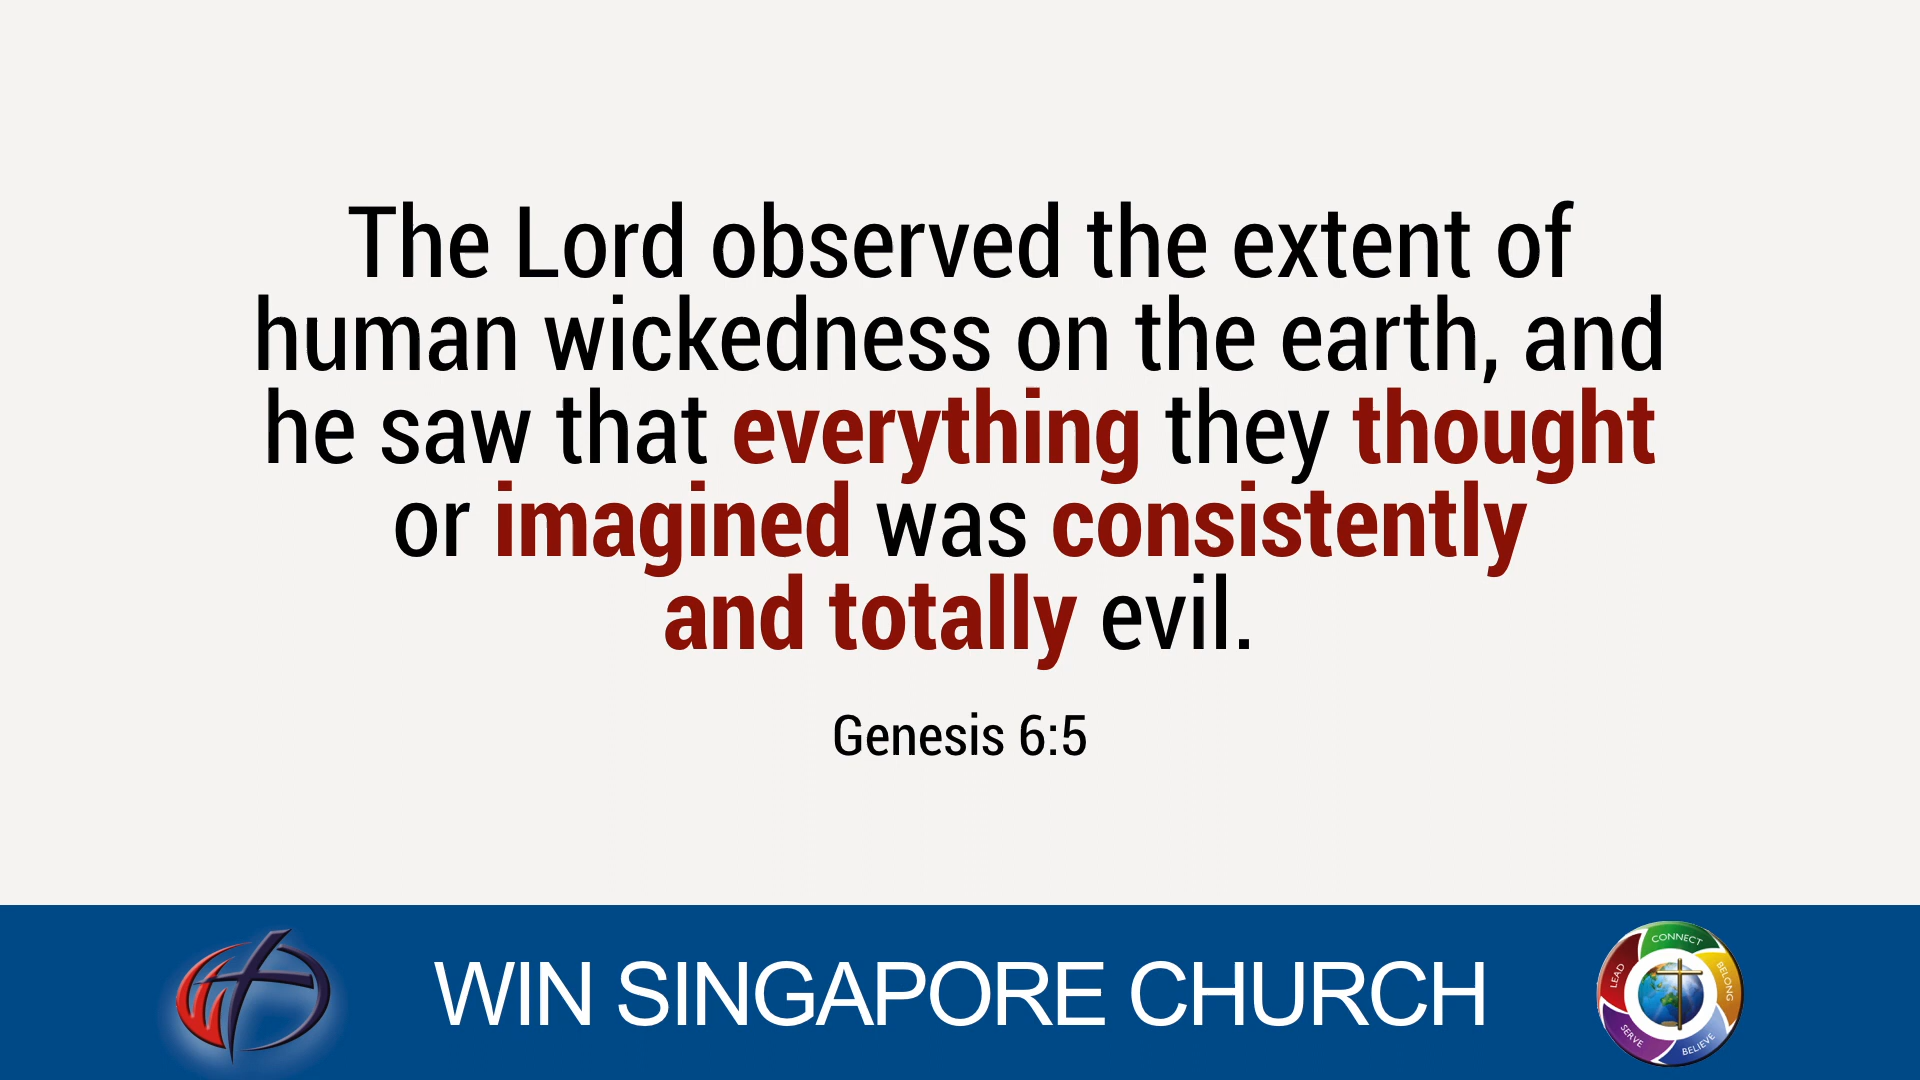 The Lord observed the extent of
human wickedness on the earth, and
he saw that everything they thought
or imagined was consistently
and totally evil.
Genesis 6:5
WIN SINGAPORE CHURCH
CONNECT
BELONG
BELIEVE
SERVE
LEAD